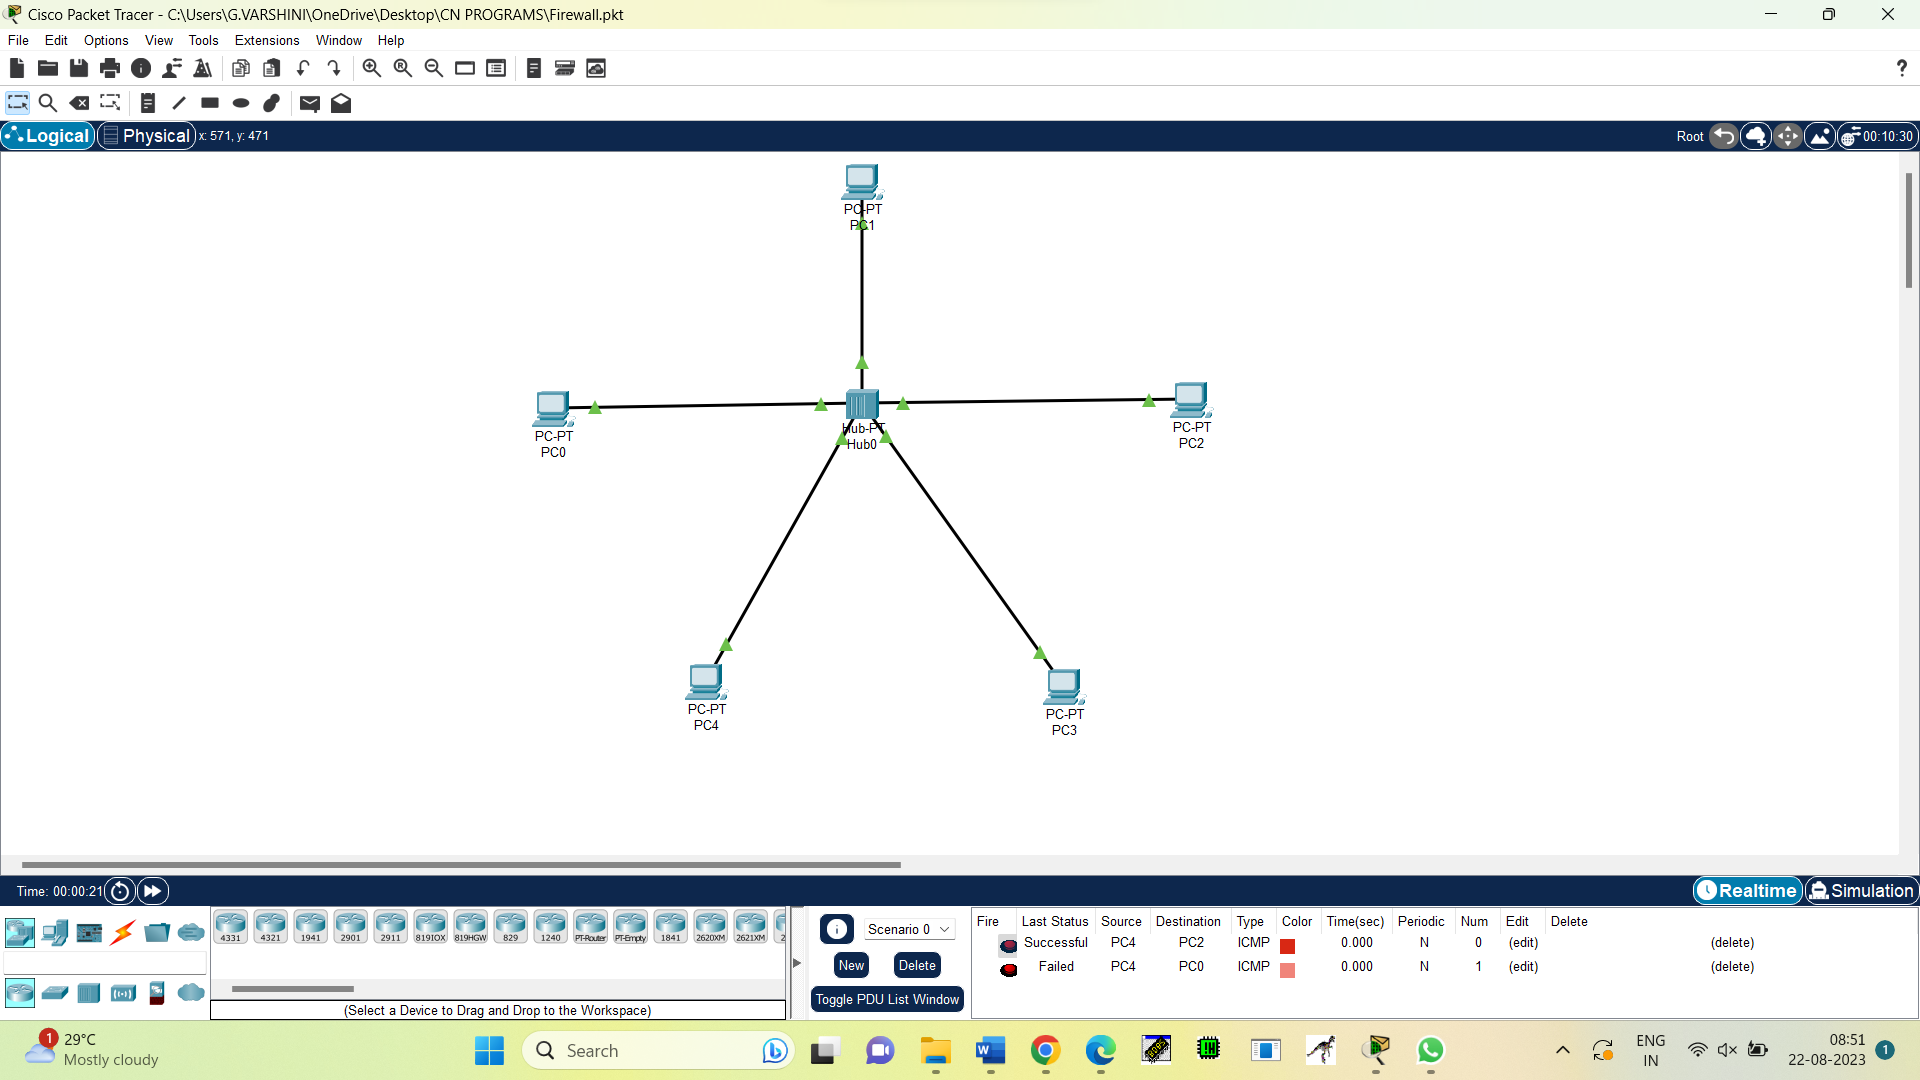 Cisco Packet Tracer - C:\Users\G.VARSHINI\OneDrive\Desktop\CN PROGRAMS\Firewall.pkt
File Edit Options View Tools Extensions Window Help
?
Logical Physical x: 571, y: 471 Root 00:10:30
PC-PT
PC1
PC-PT
PC0
Hub-PT
Hub0
PC-PT
PC2
PC-PT
PC4
PC-PT
PC3
Time: 00:00:21 Realtime Simulation
4331 4321 1941 2901 2911 819IOX 819HGW 829 1240 PT-Router PT-Empty 1841 2620XM 2621XM 2
(Select a Device to Drag and Drop to the Workspace)
Scenario 0
New Delete
Toggle PDU List Window
Fire Last Status Source Destination Type Color Time(sec) Periodic Num Edit Delete
Successful PC4 PC2 ICMP 0.000 N 0 (edit) (delete)
Failed PC4 PC0 ICMP 0.000 N 1 (edit) (delete)
1
29°C
Mostly cloudy
Search
ENG
IN
08:51
22-08-2023
1